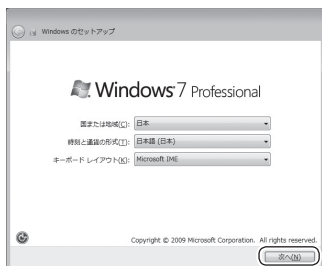 Windows のセットアップ
Windows 7 Professional
国または地域(C): 日本
時刻と通貨の形式(T): 日本語 (日本)
キーボード レイアウト(K): Microsoft IME
Copyright © 2009 Microsoft Corporation. All rights reserved.
次へ(N)